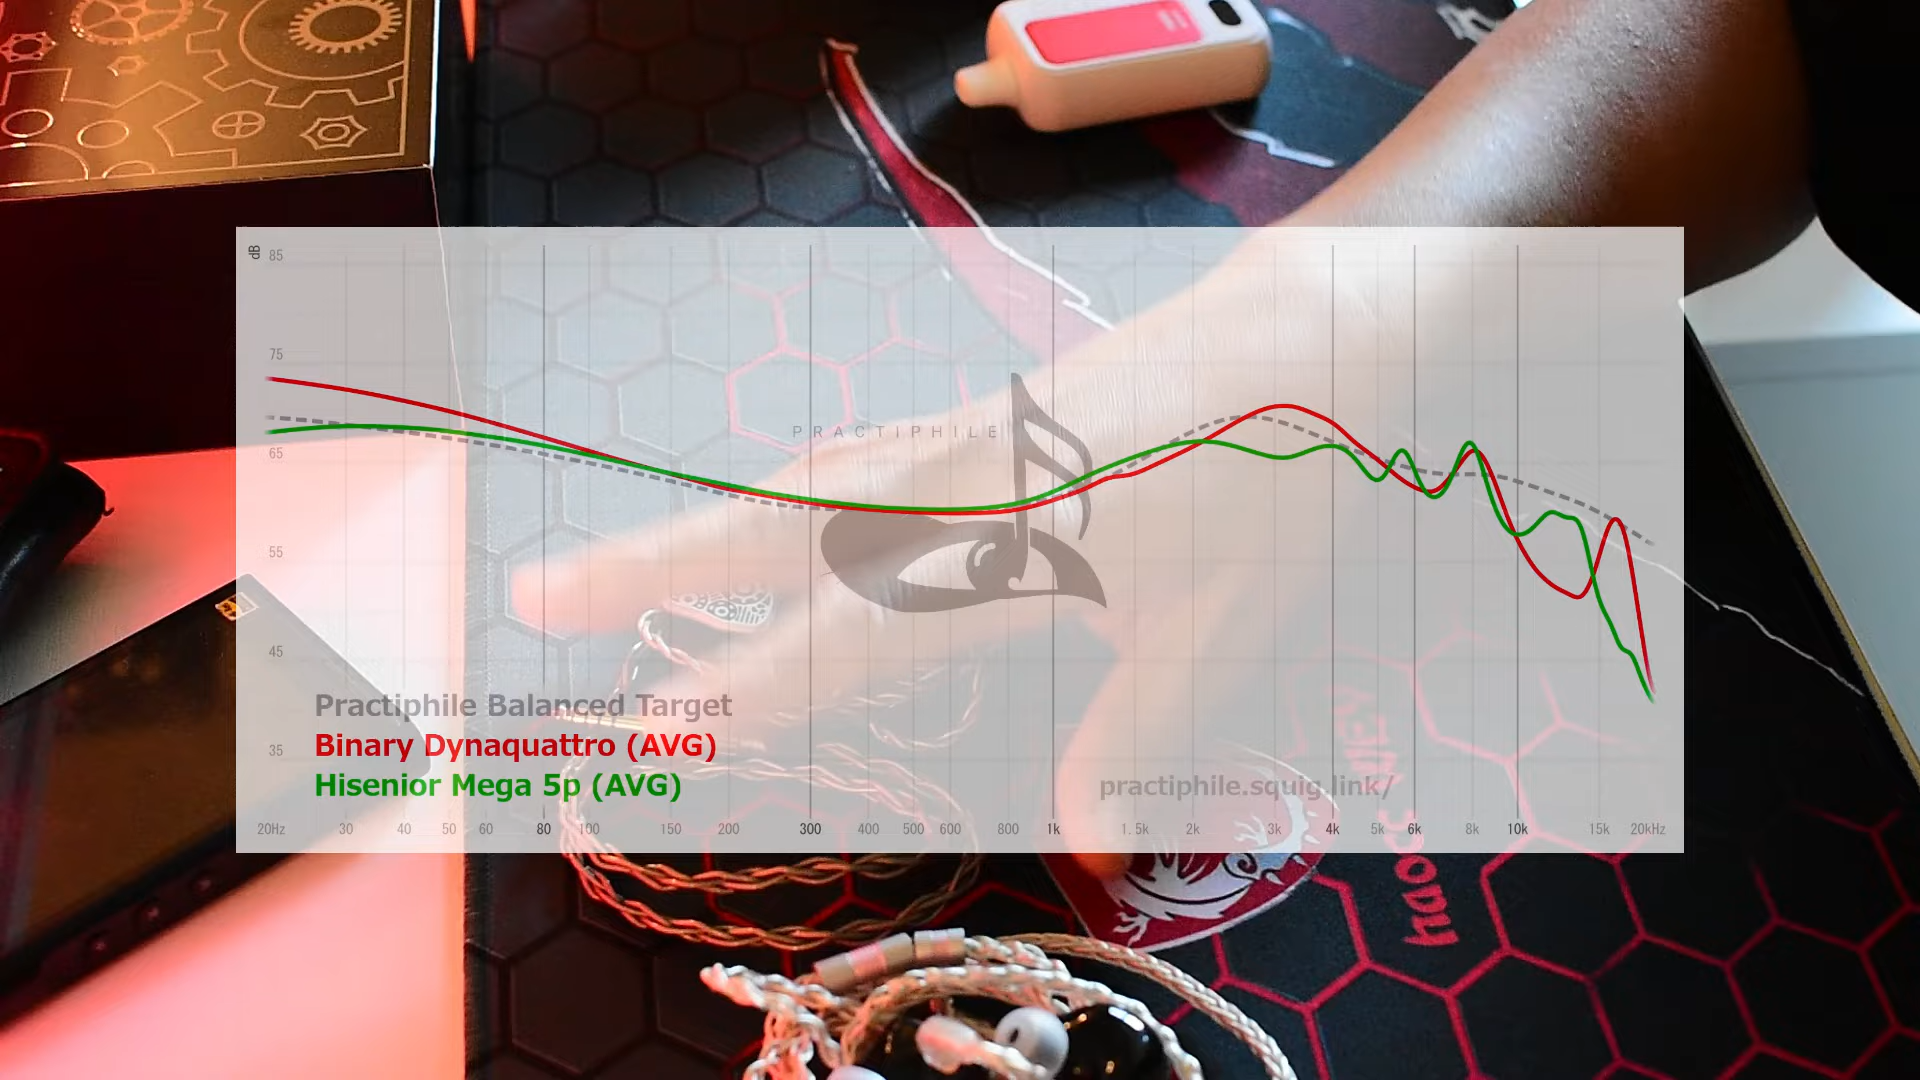 dB
85
75
65
55
45
35
PRACTIPHILE
Practiphile Balanced Target
Binary Dynaquattro (AVG)
Hisenior Mega 5p (AVG)
practiphile.squig.link/
20Hz 30 40 50 60 80 100 150 200 300 400 500 600 800 1k 1.5k 2k 3k 4k 5k 6k 8k 10k 15k 20kHz